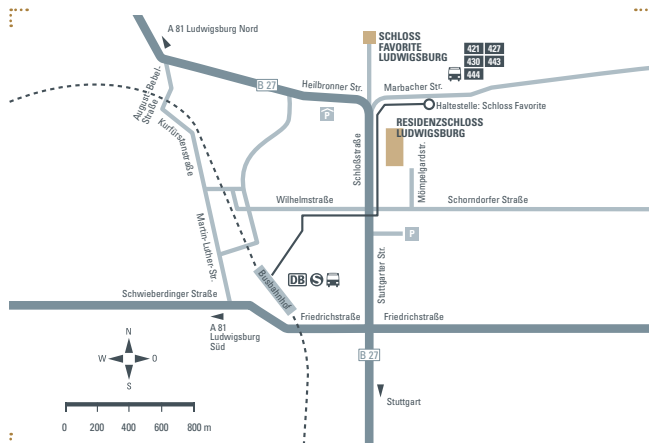 A 81 Ludwigsburg Nord
SCHLOSS
FAVORITE
LUDWIGSBURG
421 427
430 443
444
B 27
Heilbronner Str.
Marbacher Str.
Haltestelle: Schloss Favorite
August-Bebel-
Straße
Kurfürstenstraße
P
RESIDENZSCHLOSS
LUDWIGSBURG
Schloßstraße
Mömpelgardstr.
Wilhelmstraße
Schorndorfer Straße
Martin-Luther-Str.
P
Stuttgarter Str.
Busbahnhof
DB S
Schwieberdinger Straße
Friedrichstraße
Friedrichstraße
A 81
Ludwigsburg
Süd
N
W O
S
B 27
Stuttgart
0 200 400 600 800 m